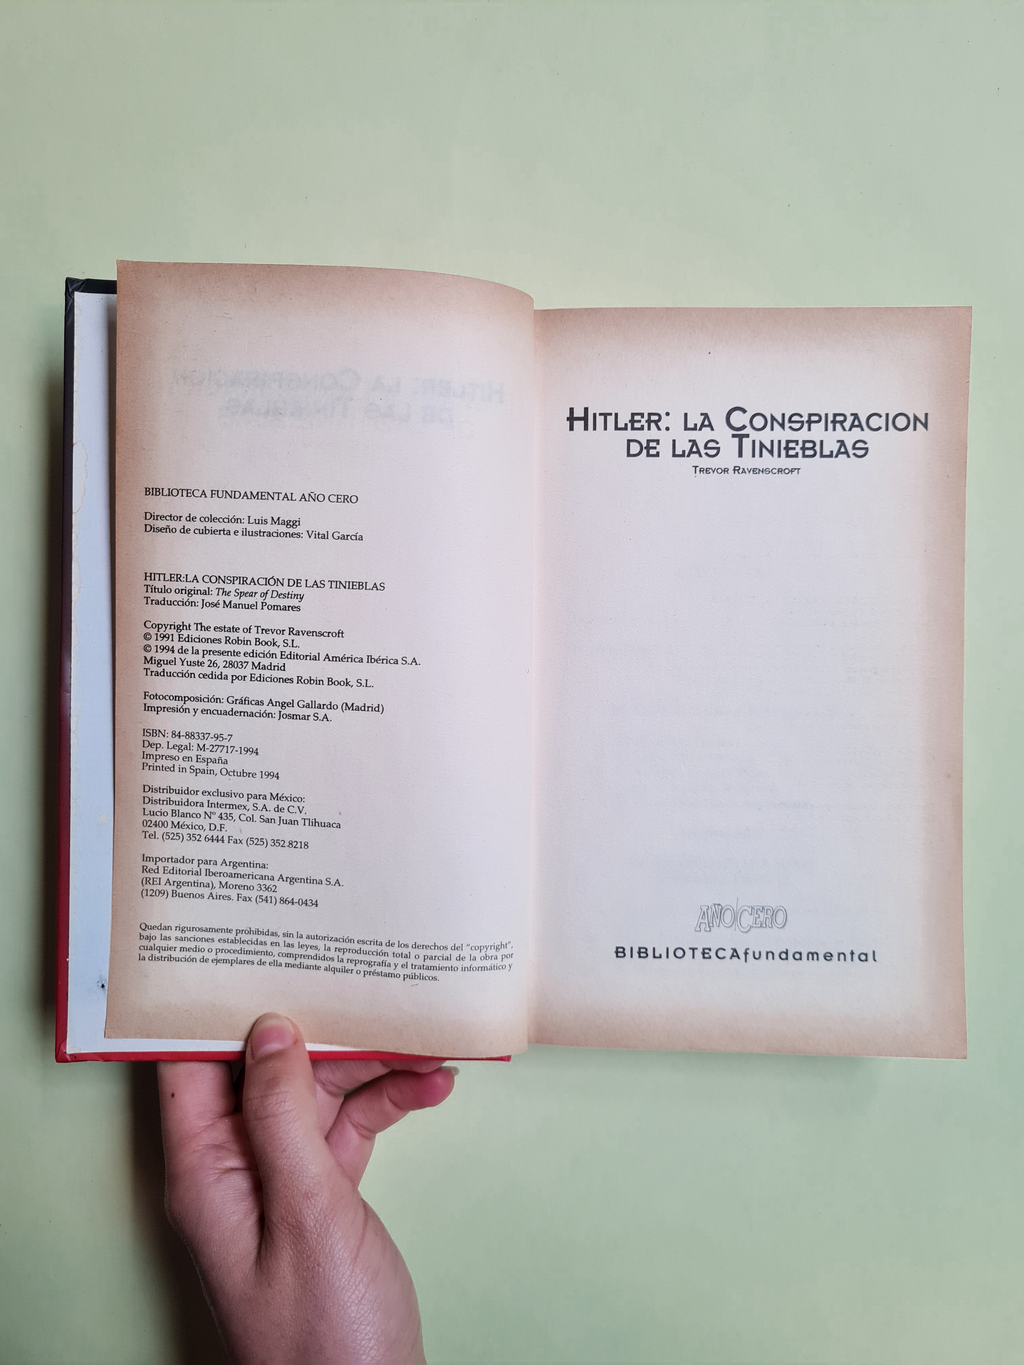 BIBLIOTECA FUNDAMENTAL AÑO CERO
Director de colección: Luis Maggi
Diseño de cubierta e ilustraciones: Vital García
HITLER:LA CONSPIRACIÓN DE LAS TINIEBLAS
Título original: The Spear of Destiny
Traducción: José Manuel Pomares
Copyright The estate of Trevor Ravenscroft
© 1991 Ediciones Robin Book, S.L.
© 1994 de la presente edición Editorial América Ibérica S.A.
Miguel Yuste 26, 28037 Madrid
Traducción cedida por Ediciones Robin Book, S.L.
Fotocomposición: Gráficas Angel Gallardo (Madrid)
Impresión y encuadernación: Josmar S.A.
ISBN: 84-88337-95-7
Dep. Legal: M-27717-1994
Impreso en España
Printed in Spain, Octubre 1994
Distribuidor exclusivo para México:
Distribuidora Intermex, S.A. de C.V.
Lucio Blanco Nº 435, Col. San Juan Tlihuaca
02400 México, D.F.
Tel. (525) 352 6444 Fax (525) 352 8218
Importador para Argentina:
Red Editorial Iberoamericana Argentina S.A.
(REI Argentina), Moreno 3362
(1209) Buenos Aires. Fax (541) 864-0434
Quedan rigurosamente prohibidas, sin la autorización escrita de los derechos del "copyright",
bajo las sanciones establecidas en las leyes, la reproducción total o parcial de la obra por
cualquier medio o procedimiento, comprendidos la reprografía y el tratamiento informático y
la distribución de ejemplares de ella mediante alquiler o préstamo públicos.
HITLER: LA CONSPIRACION
DE LAS TINIEBLAS
TREVOR RAVENSCROFT
AÑO/CERO
BIBLIOTECAfundamental